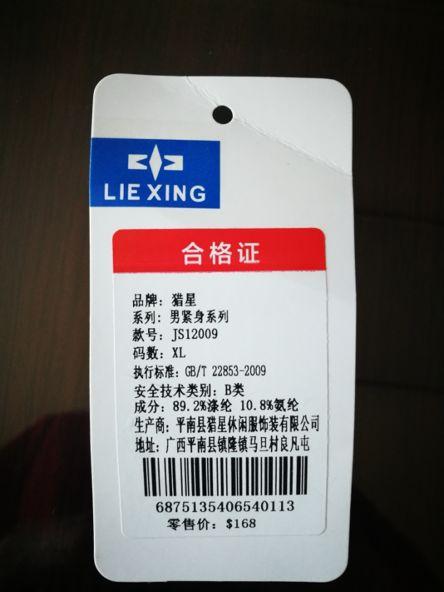 LIE XING
合格证
品牌：猎星
系列：男紧身系列
款号：JS12009
码数：XL
执行标准：GB/T 22853-2009
安全技术类别：B类
成分：89.2%涤纶 10.8%氨纶
生产商：平南县猎星休闲服饰装有限公司
地址：广西平南县镇隆镇马旦村良凡屯
6875135406540113
零售价：$168